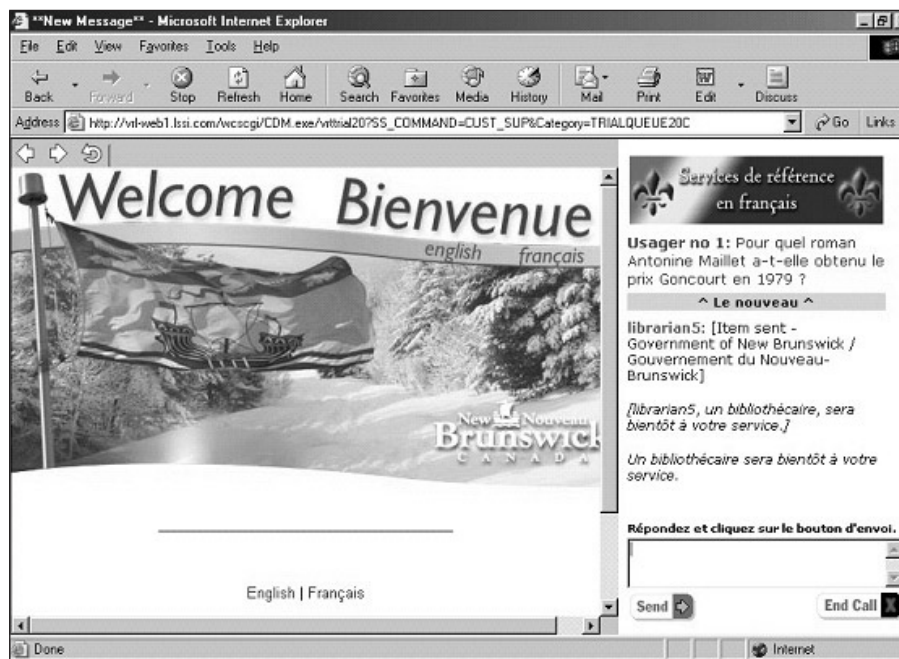 **New Message** - Microsoft Internet Explorer
File Edit View Favorites Tools Help
Back Forward Stop Refresh Home Search Favorites Media History Mail Print Edit Discuss
Address http://vrl-web1.lssi.com/wcscgi/CDM.exe/vrttrial20?SS_COMMAND=CUST_SUP&Category=TRIALQUEUE20C Go Links
Welcome Bienvenue
english français
New Nouveau
Brunswick
CANADA
English | Français
Services de référence
en français
Usager no 1: Pour quel roman
Antonine Maillet a-t-elle obtenu le
prix Goncourt en 1979 ?
^ Le nouveau ^
librarian5: [Item sent -
Government of New Brunswick /
Gouvernement du Nouveau-
Brunswick]
[librarian5, un bibliothécaire, sera
bientôt à votre service.]
Un bibliothécaire sera bientôt à votre
service.
Répondez et cliquez sur le bouton d'envoi.
Send End Call X
Done Internet